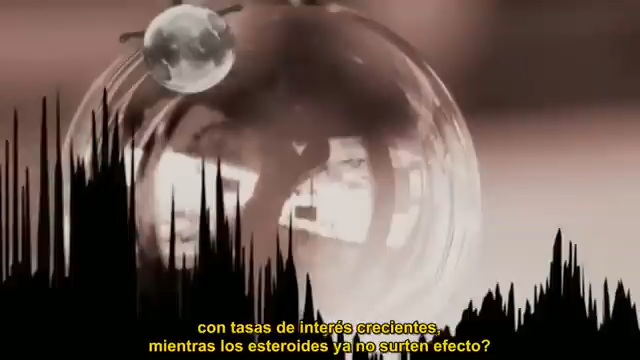 con tasas de interés crecientes,
mientras los esteroides ya no surten efecto?